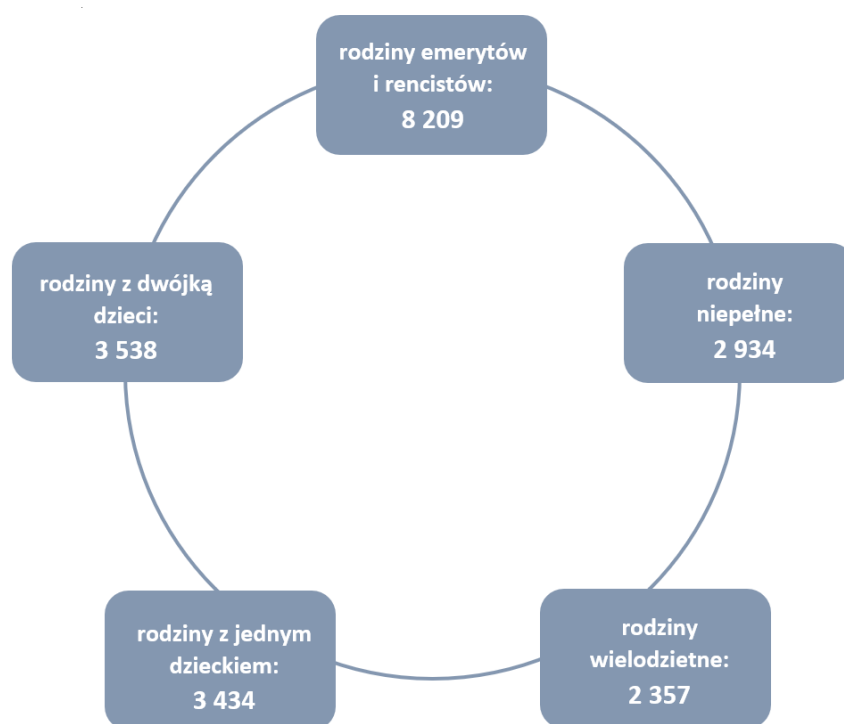 rodziny emerytów
i rencistów:
8 209
rodziny
niepełne:
2 934
rodziny
wielodzietne:
2 357
rodziny z jednym
dzieckiem:
3 434
rodziny z dwójką
dzieci:
3 538